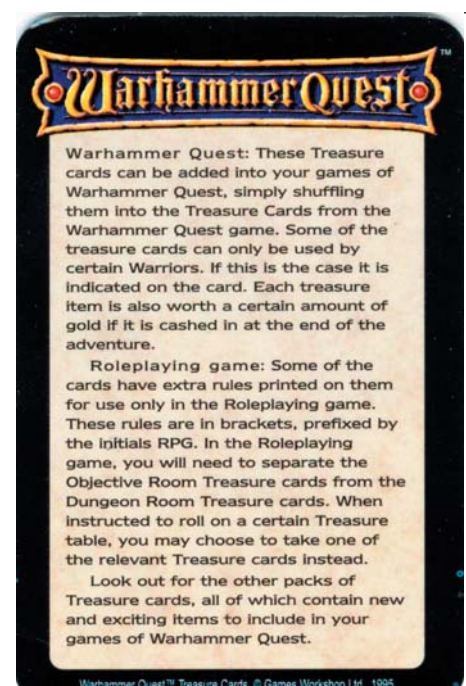 Warhammer Quest™
Warhammer Quest: These Treasure
cards can be added into your games of
Warhammer Quest, simply shuffling
them into the Treasure Cards from the
Warhammer Quest game. Some of the
treasure cards can only be used by
certain Warriors. If this is the case it is
indicated on the card. Each treasure
item is also worth a certain amount of
gold if it is cashed in at the end of the
adventure.
Roleplaying game: Some of the
cards have extra rules printed on them
for use only in the Roleplaying game.
These rules are in brackets, prefixed by
the initials RPG. In the Roleplaying
game, you will need to separate the
Objective Room Treasure cards from the
Dungeon Room Treasure cards. When
instructed to roll on a certain Treasure
table, you may choose to take one of
the relevant Treasure cards instead.
Look out for the other packs of
Treasure cards, all of which contain new
and exciting items to include in your
games of Warhammer Quest.
Warhammer Quest™ Treasure Cards. © Games Workshop Ltd. 1995